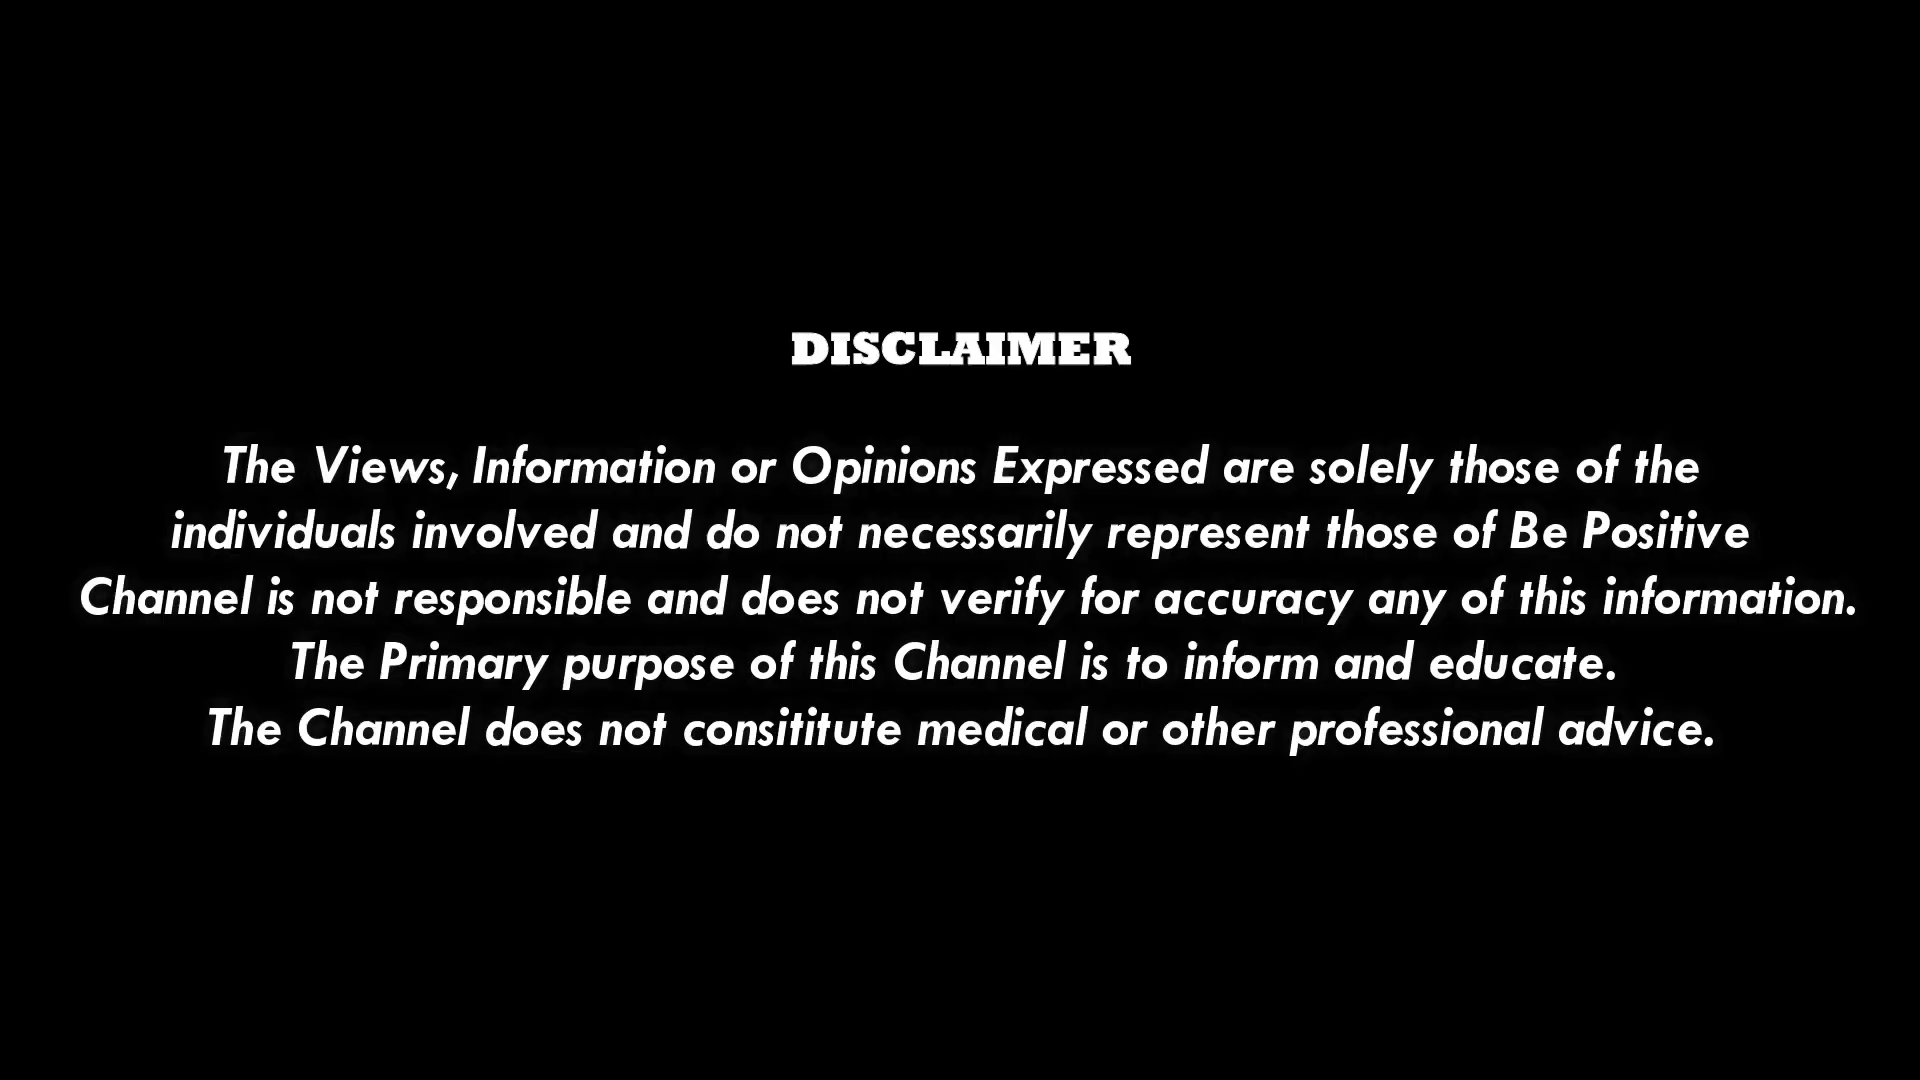 DISCLAIMER
The Views, Information or Opinions Expressed are solely those of the
individuals involved and do not necessarily represent those of Be Positive
Channel is not responsible and does not verify for accuracy any of this information.
The Primary purpose of this Channel is to inform and educate.
The Channel does not consititute medical or other professional advice.